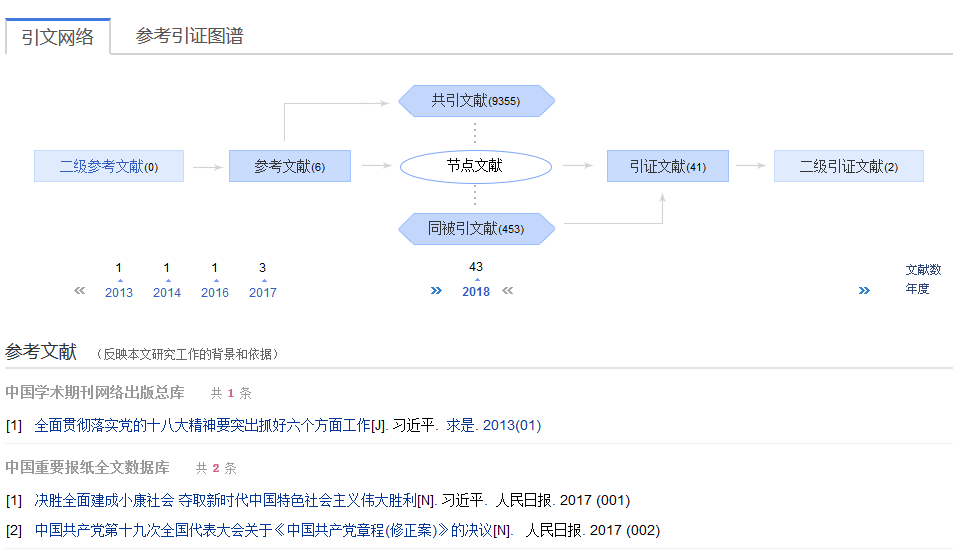 引文网络 参考引证图谱
共引文献(9355)
二级参考文献(0) 参考文献(6) 节点文献 引证文献(41) 二级引证文献(2)
同被引文献(453)
1 1 1 3 43 文献数
« 2013 2014 2016 2017 » 2018 « » 年度
参考文献 （反映本文研究工作的背景和依据）
中国学术期刊网络出版总库 共 1 条
[1] 全面贯彻落实党的十八大精神要突出抓好六个方面工作[J]. 习近平. 求是. 2013(01)
中国重要报纸全文数据库 共 2 条
[1] 决胜全面建成小康社会 夺取新时代中国特色社会主义伟大胜利[N]. 习近平. 人民日报. 2017 (001)
[2] 中国共产党第十九次全国代表大会关于《中国共产党章程(修正案)》的决议[N]. 人民日报. 2017 (002)